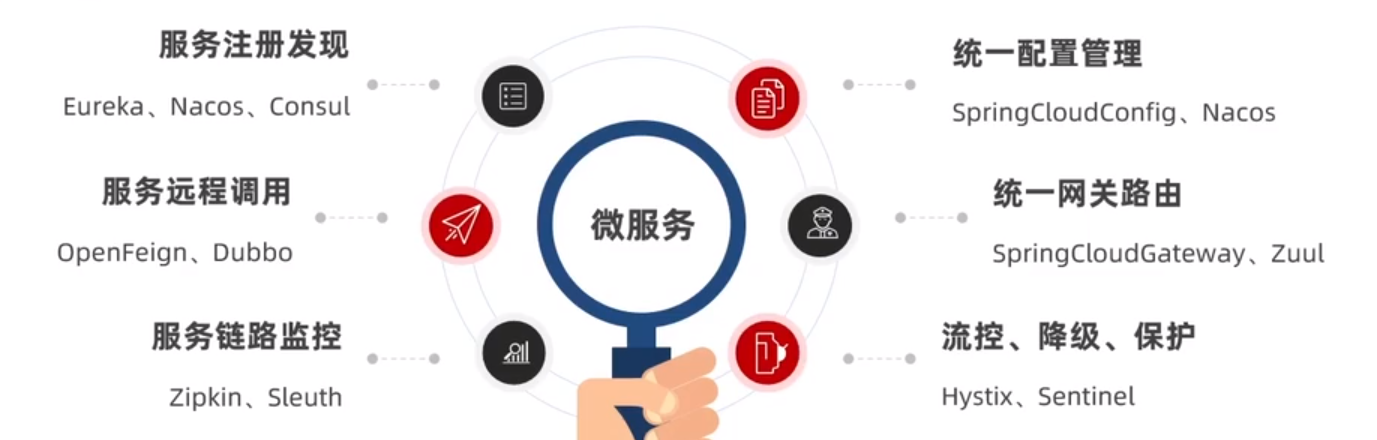 服务注册发现
Eureka、Nacos、Consul
统一配置管理
SpringCloudConfig、Nacos
服务远程调用
OpenFeign、Dubbo
微服务
统一网关路由
SpringCloudGateway、Zuul
服务链路监控
Zipkin、Sleuth
流控、降级、保护
Hystix、Sentinel